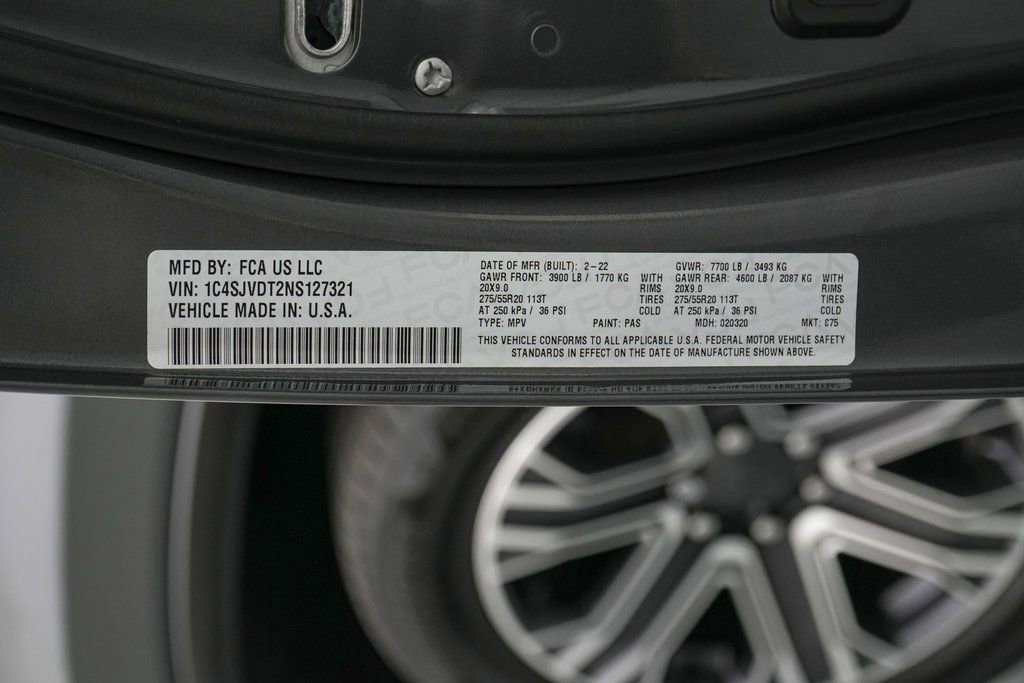 MFD BY: FCA US LLC
VIN: 1C4SJVDT2NS127321
VEHICLE MADE IN: U.S.A.
DATE OF MFR (BUILT): 2-22 GVWR: 7700 LB / 3493 KG
GAWR FRONT: 3900 LB / 1770 KG WITH GAWR REAR: 4600 LB / 2087 KG WITH
20X9.0 RIMS 20X9.0 RIMS
275/55R20 113T TIRES 275/55R20 113T TIRES
AT 250 kPa / 36 PSI COLD AT 250 kPa / 36 PSI COLD
TYPE: MPV PAINT: PAS MDH: 020320 MKT: 875
THIS VEHICLE CONFORMS TO ALL APPLICABLE U.S.A. FEDERAL MOTOR VEHICLE SAFETY
STANDARDS IN EFFECT ON THE DATE OF MANUFACTURE SHOWN ABOVE.